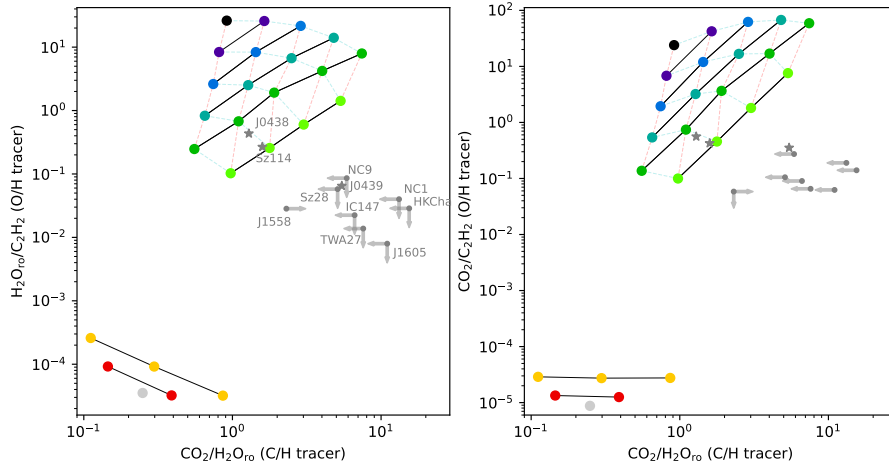 10^1
10^0
10^-1
10^-2
10^-3
10^-4
H2O_ro/C2H2 (O/H tracer)
J0438
Sz114
NC9
J0439
Sz28
NC1
HKCha
J1558
IC147
TWA27
J1605
10^-1
10^0
10^1
CO2/H2O_ro (C/H tracer)
10^2
10^1
10^0
10^-1
10^-2
10^-3
10^-4
10^-5
CO2/C2H2 (O/H tracer)
10^-1
10^0
10^1
CO2/H2O_ro (C/H tracer)